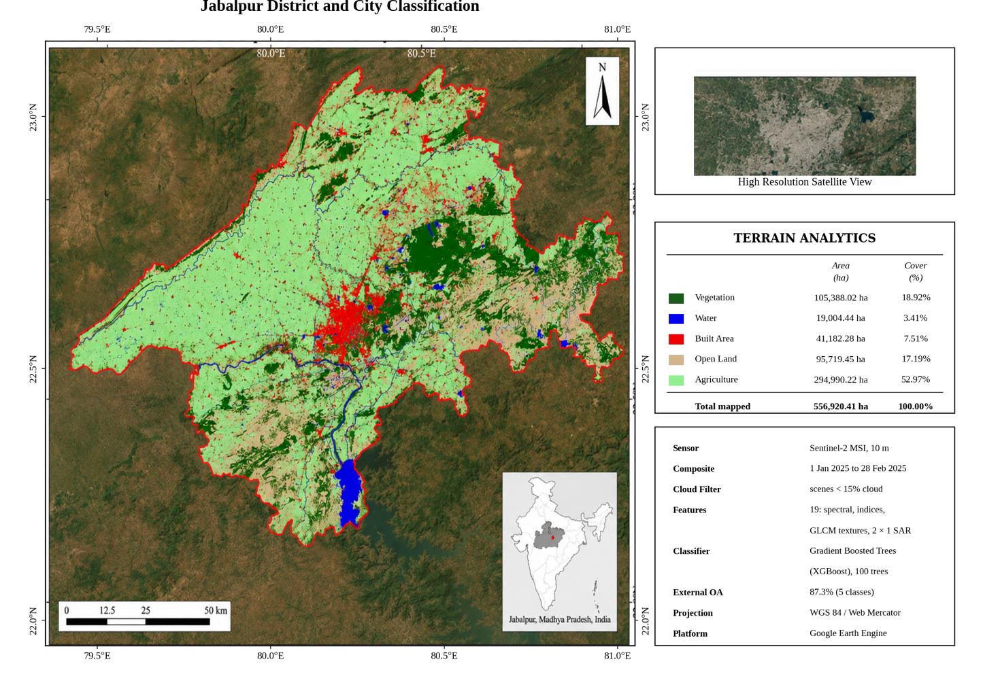 Jabalpur District and City Classification
79.5°E
80.0°E
80.5°E
81.0°E
80.0°E
80.5°E
N
23.0°N
22.5°N
22.0°N
23.0°N
22.5°N
22.0°N
0 12.5 25 50 km
Jabalpur, Madhya Pradesh, India
79.5°E
80.0°E
80.5°E
81.0°E
High Resolution Satellite View
TERRAIN ANALYTICS
Area Cover
(ha) (%)
Vegetation 105,388.02 ha 18.92%
Water 19,004.44 ha 3.41%
Built Area 41,182.28 ha 7.51%
Open Land 95,719.45 ha 17.19%
Agriculture 294,990.22 ha 52.97%
Total mapped 556,920.41 ha 100.00%
Sensor Sentinel-2 MSI, 10 m
Composite 1 Jan 2025 to 28 Feb 2025
Cloud Filter scenes < 15% cloud
Features 19: spectral, indices,
GLCM textures, 2 × 1 SAR
Classifier Gradient Boosted Trees
(XGBoost), 100 trees
External OA 87.3% (5 classes)
Projection WGS 84 / Web Mercator
Platform Google Earth Engine